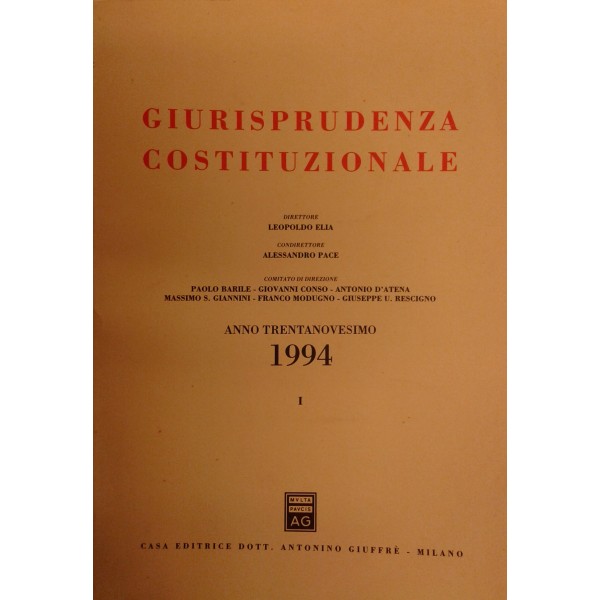 GIURISPRUDENZA
COSTITUZIONALE
DIRETTORE
LEOPOLDO ELIA
CONDIRETTORE
ALESSANDRO PACE
COMITATO DI DIREZIONE
PAOLO BARILE - GIOVANNI CONSO - ANTONIO D'ATENA
MASSIMO S. GIANNINI - FRANCO MODUGNO - GIUSEPPE U. RESCIGNO
ANNO TRENTANOVESIMO
1994
I
MVLTA
PAVCIS
AG
CASA EDITRICE DOTT. ANTONINO GIUFFRÈ - MILANO